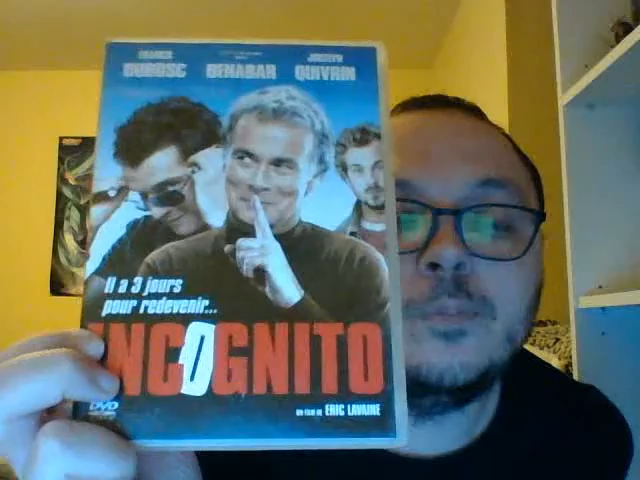 FRANCK JOCELYN
DUBOSC BENABAR QUIVRIN
Il a 3 jours
pour redevenir...
INCOGNITO
DVD
UN FILM DE ERIC LAVAINE